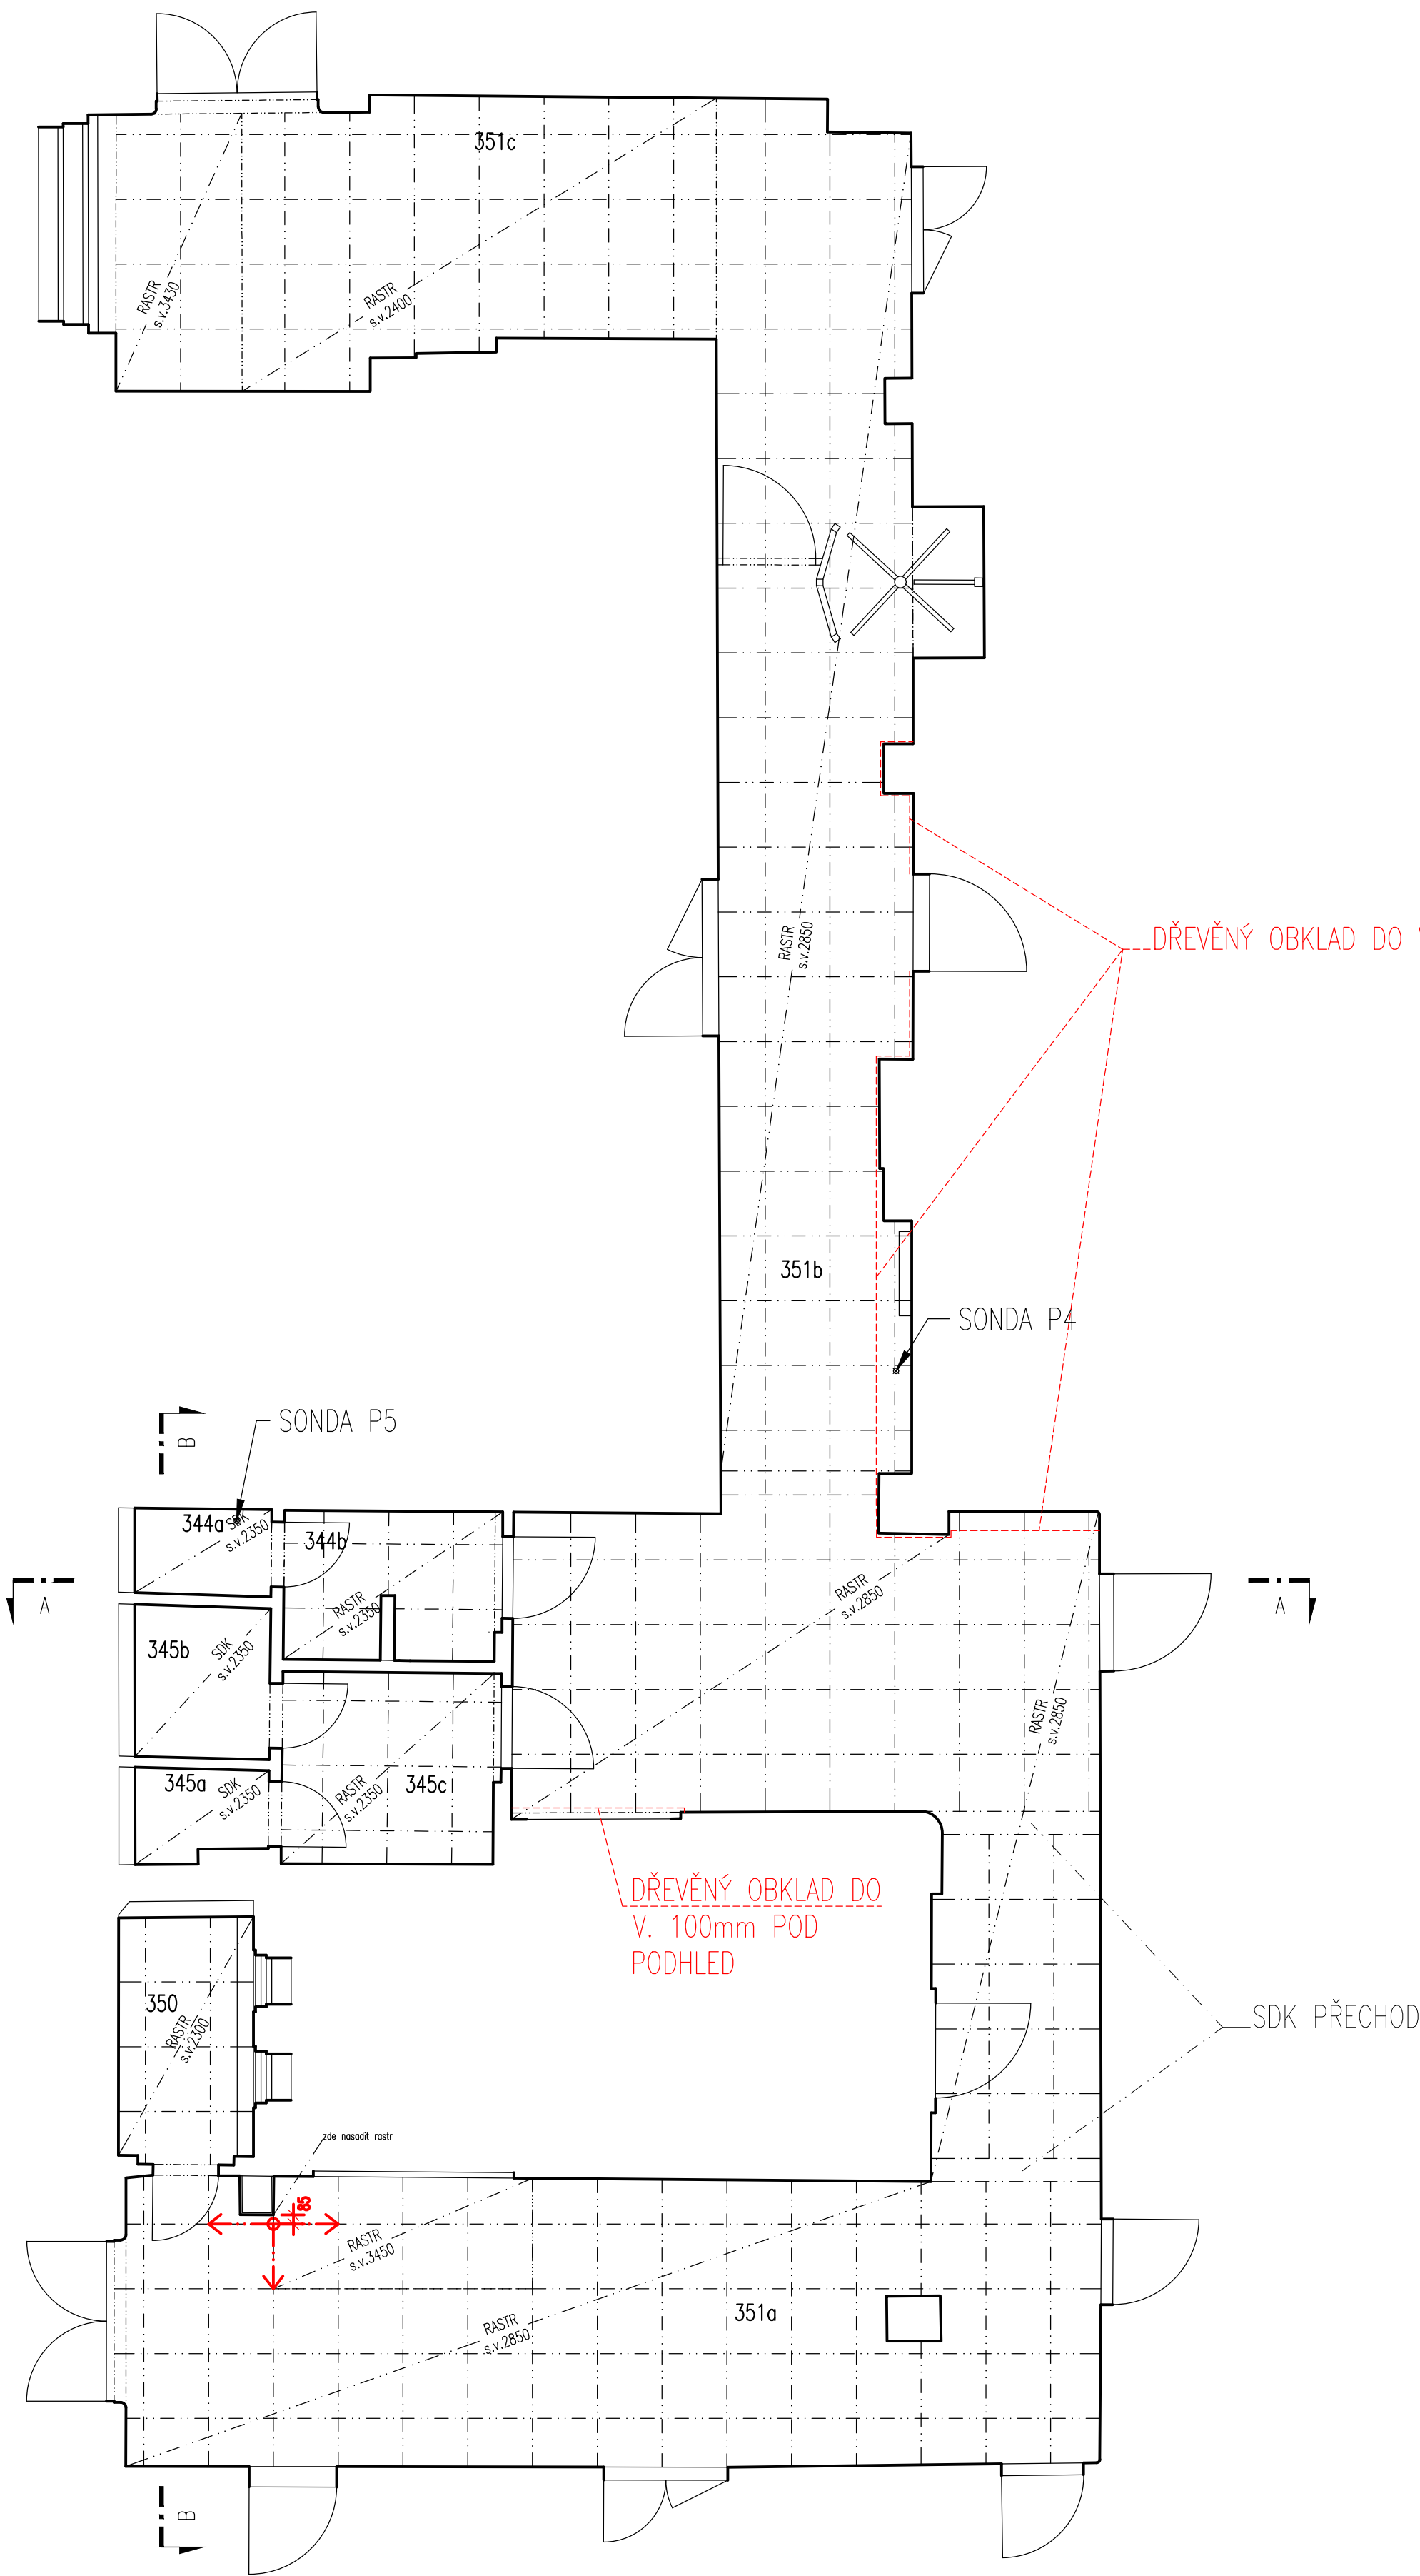 351c
RASTR
s.v.3430
RASTR
s.v.2400
DŘEVĚNÝ OBKLAD DO
RASTR
s.v.2850
351b
SONDA P4
SONDA P5
B
344a
SDK
s.v.2350
344b
RASTR
s.v.2350
A
A
RASTR
s.v.2850
345b
SDK
s.v.2350
RASTR
s.v.2850
345a
SDK
s.v.2350
RASTR
s.v.2350
345c
DŘEVĚNÝ OBKLAD DO
V. 100mm POD
PODHLED
350
RASTR
s.v.2300
SDK PŘECHOD
zde nasadit rastr
85
RASTR
s.v.3450
351a
RASTR
s.v.2850
B